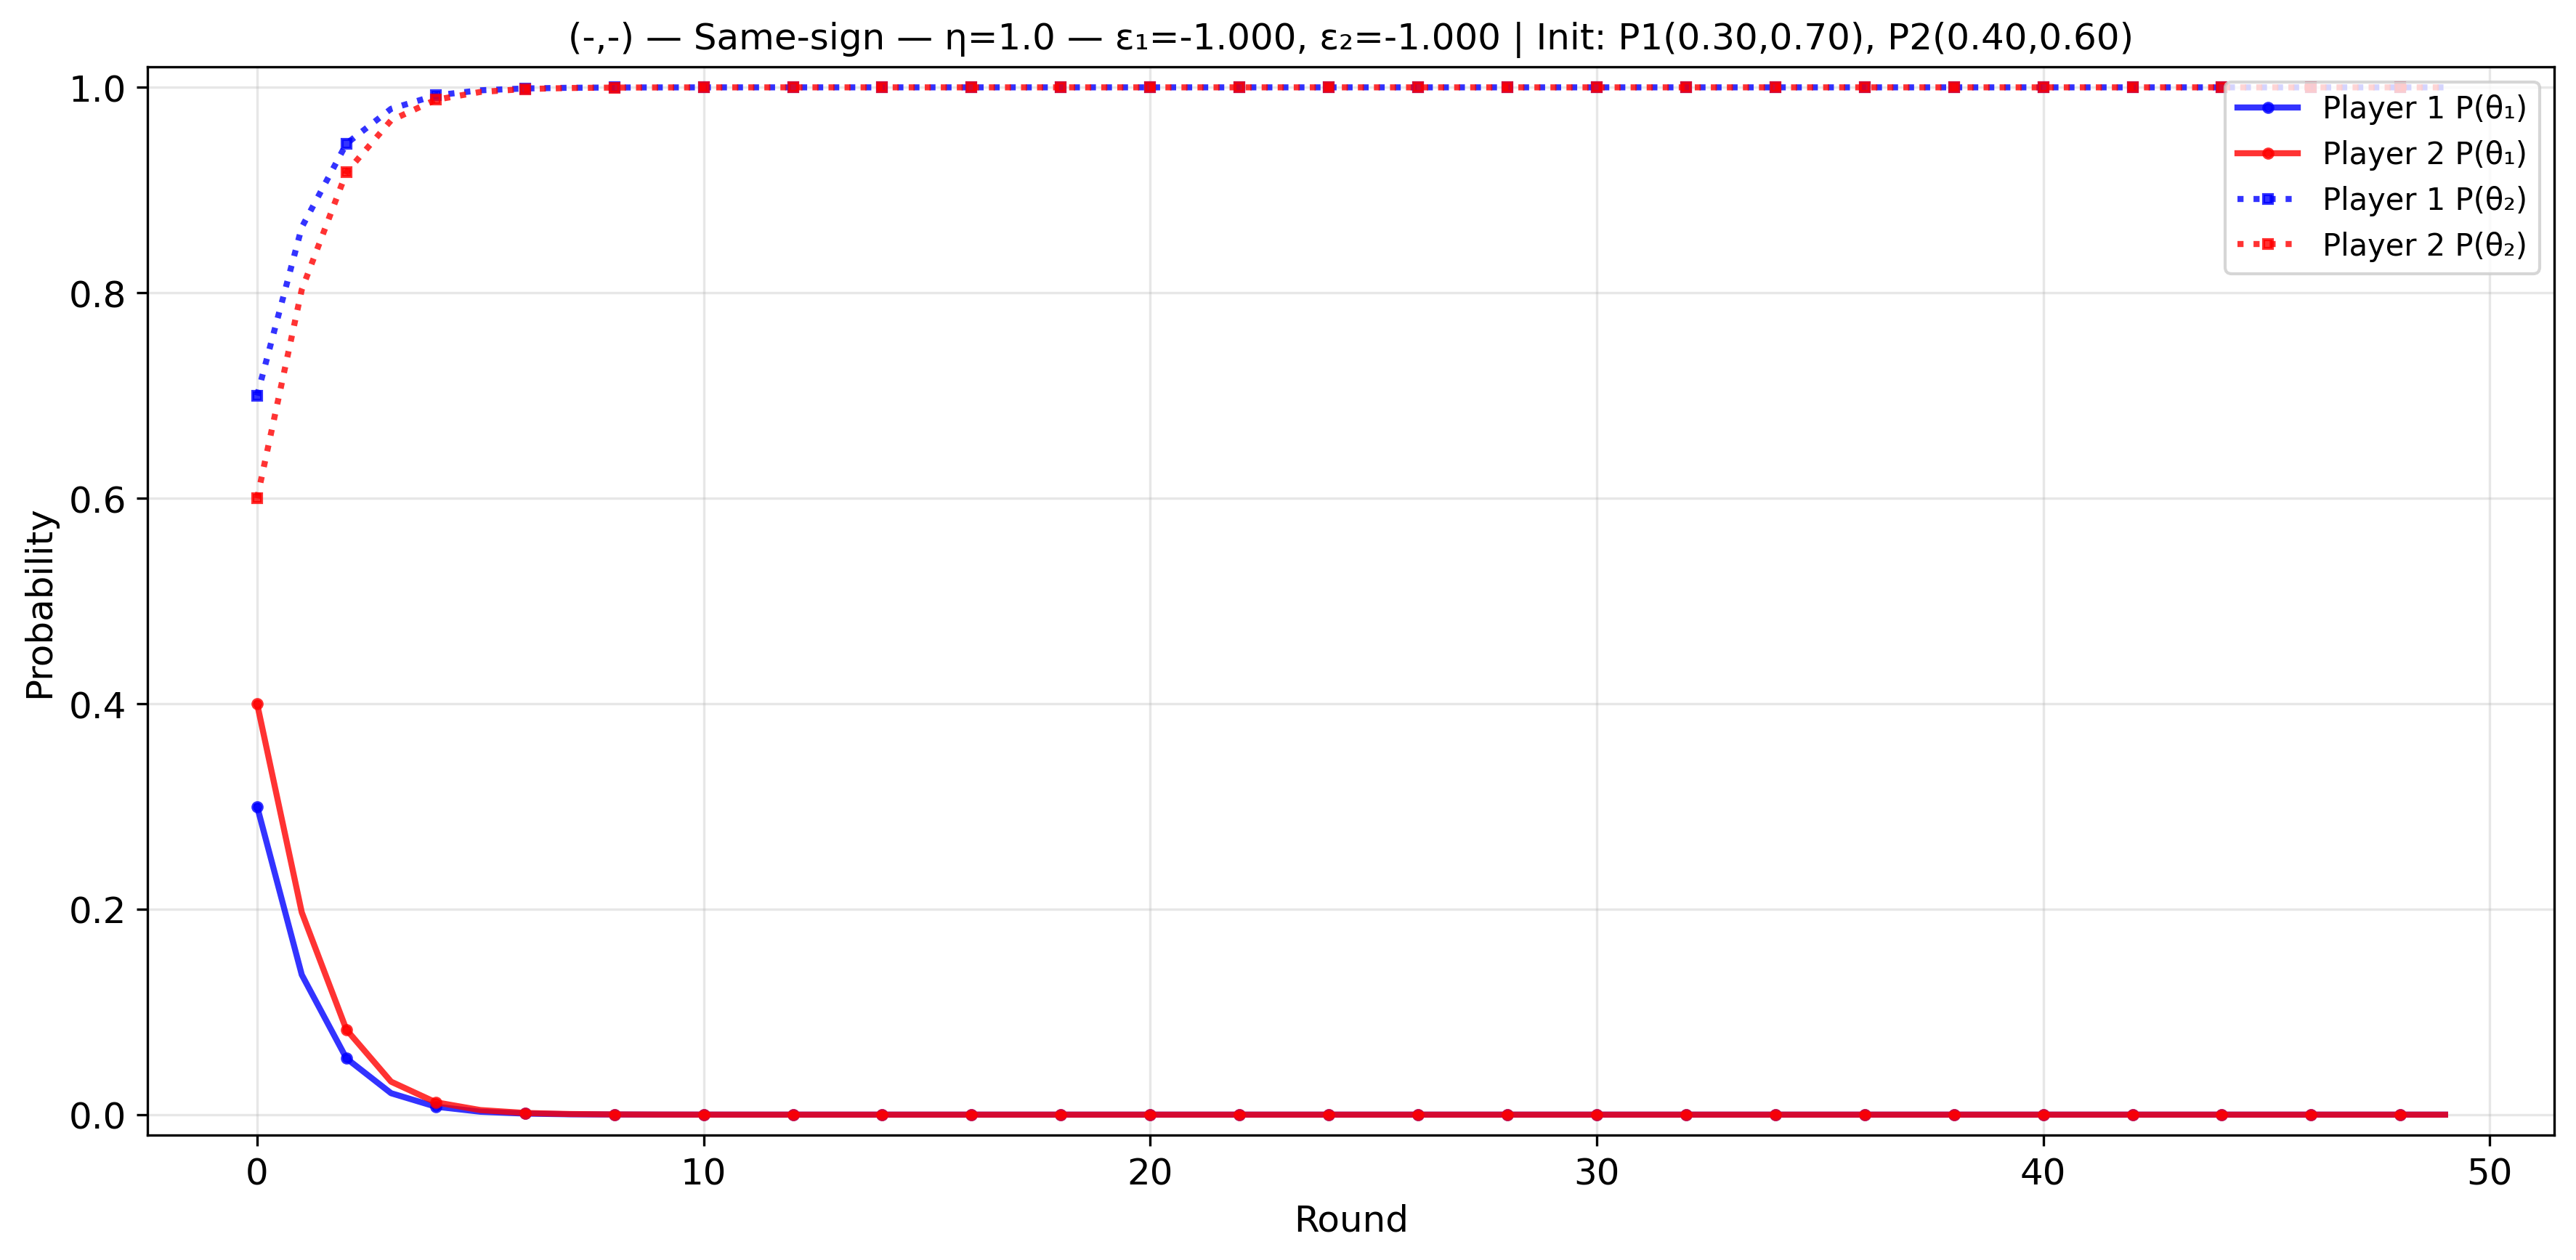 (-,-) — Same-sign — η=1.0 — ε₁=-1.000, ε₂=-1.000 | Init: P1(0.30,0.70), P2(0.40,0.60)
1.0
0.8
0.6
0.4
0.2
0.0
Probability
Player 1 P(θ₁)
Player 2 P(θ₁)
Player 1 P(θ₂)
Player 2 P(θ₂)
0 10 20 30 40 50
Round